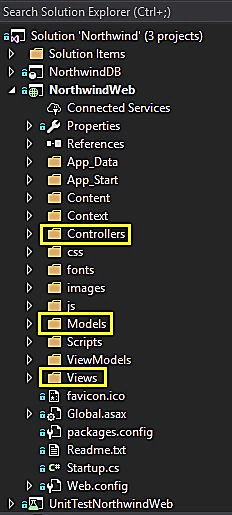 Search Solution Explorer (Ctrl+;)
Solution 'Northwind' (3 projects)
Solution Items
NorthwindDB
NorthwindWeb
Connected Services
Properties
References
App_Data
App_Start
Content
Context
Controllers
css
fonts
images
js
Models
Scripts
ViewModels
Views
favicon.ico
Global.asax
packages.config
Readme.txt
C# Startup.cs
Web.config
UnitTestNorthwindWeb